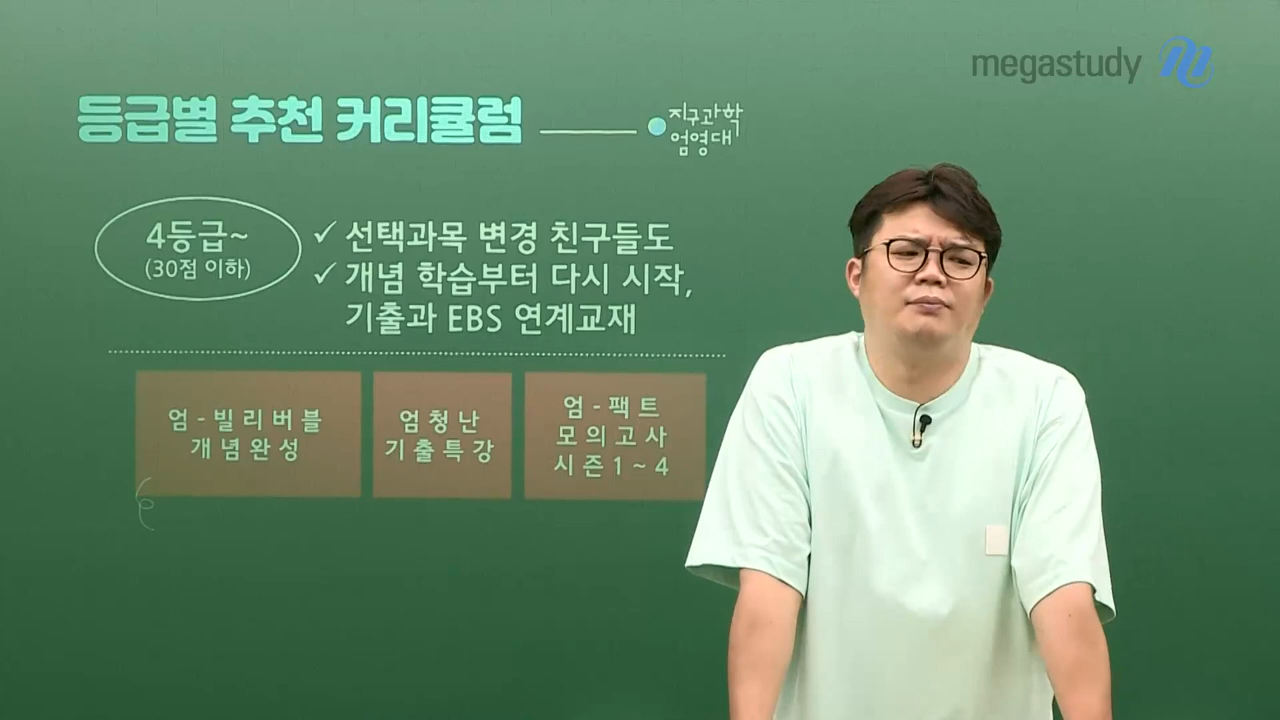 megastudy
등급별 추천 커리큘럼
지구과학
엄영대
4등급~
(30점 이하)
✓ 선택과목 변경 친구들도
✓ 개념 학습부터 다시 시작,
기출과 EBS 연계교재
엄-빌리버블
개념완성
엄청난
기출특강
엄-팩트
모의고사
시즌1~4